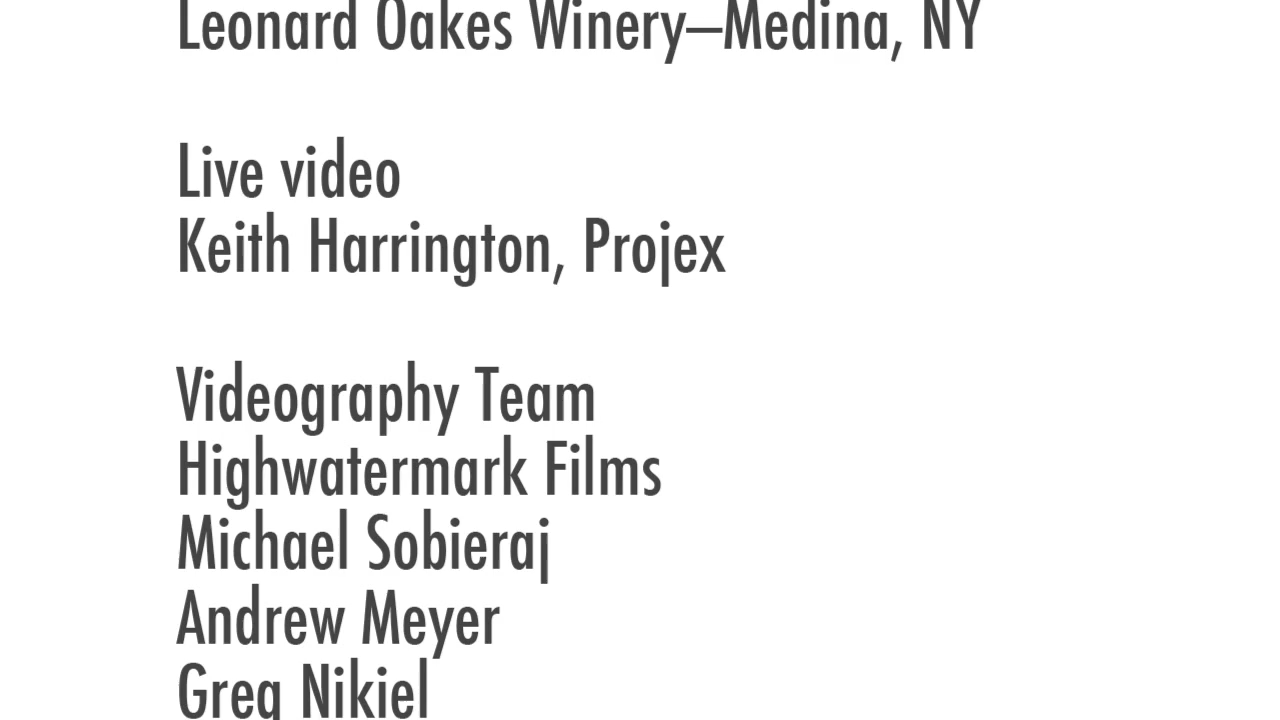 Leonard Oakes Winery—Medina, NY
Live video
Keith Harrington, Projex
Videography Team
Highwatermark Films
Michael Sobieraj
Andrew Meyer
Greg Nikiel